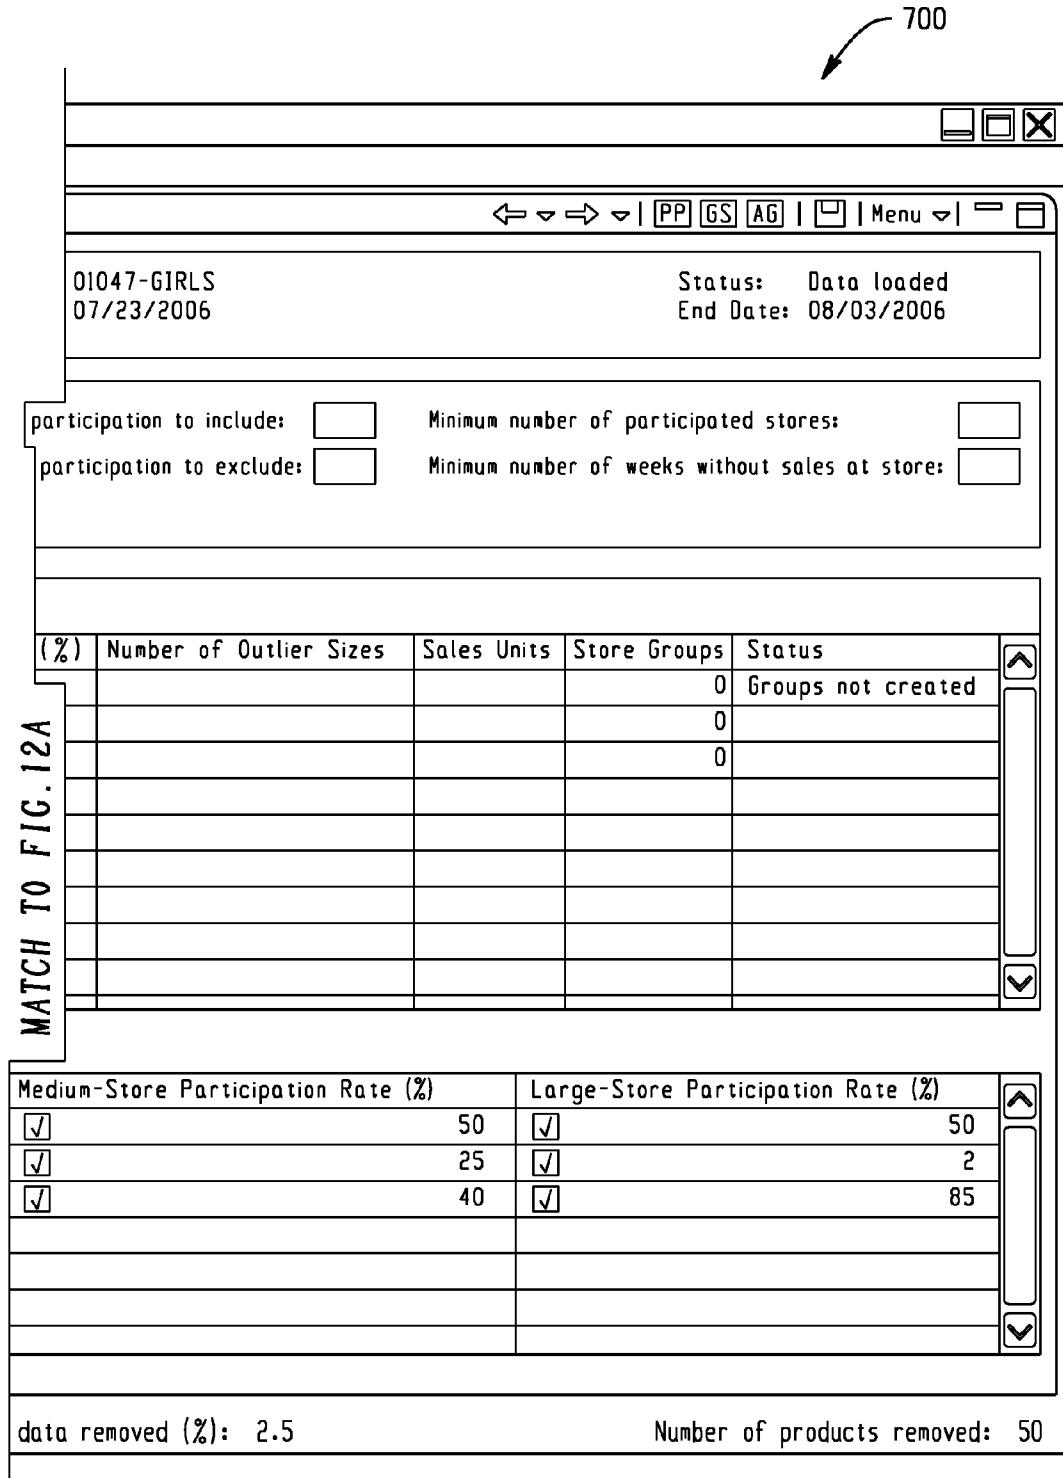 700
PP GS AG Menu
01047-GIRLS Status: Data loaded
07/23/2006 End Date: 08/03/2006
participation to include: Minimum number of participated stores:
participation to exclude: Minimum number of weeks without sales at store:
(%) Number of Outlier Sizes Sales Units Store Groups Status
0 Groups not created
0
0
MATCH TO FIG.12A
Medium-Store Participation Rate (%) Large-Store Participation Rate (%)
50 50
25 2
40 85
data removed (%): 2.5 Number of products removed: 50